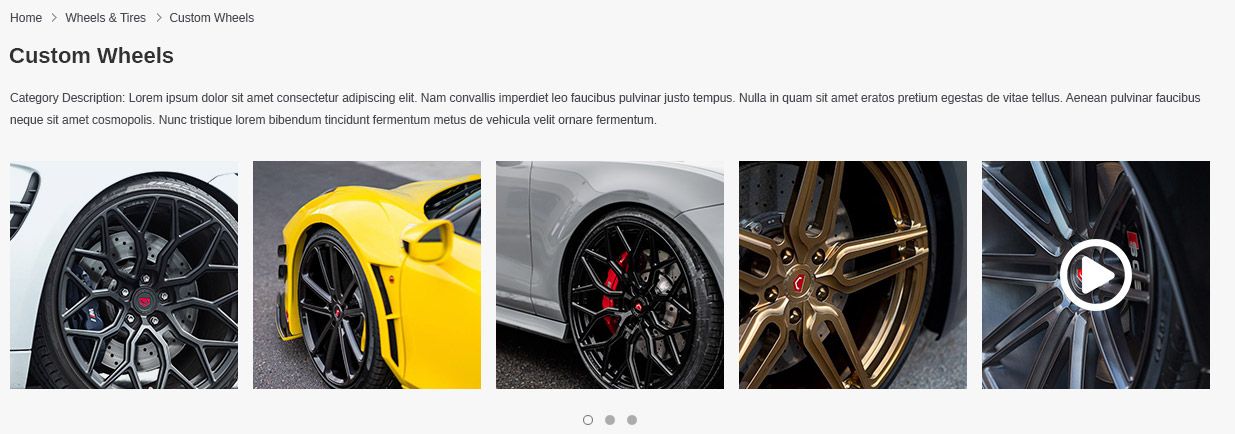 Home > Wheels & Tires > Custom Wheels
Custom Wheels
Category Description: Lorem ipsum dolor sit amet consectetur adipiscing elit. Nam convallis imperdiet leo faucibus pulvinar justo tempus. Nulla in quam sit amet eratos pretium egestas de vitae tellus. Aenean pulvinar faucibus
neque sit amet cosmopolis. Nunc tristique lorem bibendum tincidunt fermentum metus de vehicula velit ornare fermentum.